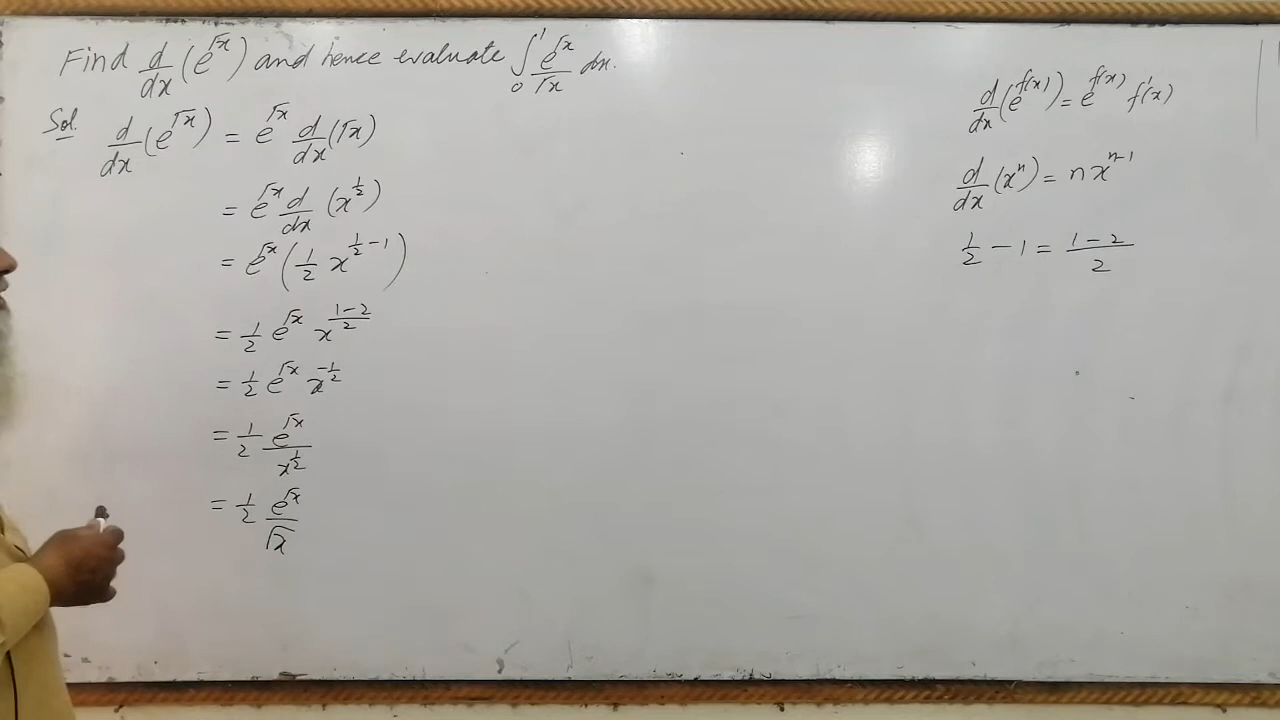 Find d/dx (e^√x) and hence evaluate ∫₀¹ e^√x/√x dx.
Sol. d/dx (e^√x) = e^√x d/dx (√x)
= e^√x d/dx (x^½)
= e^√x (1/2 x^(1/2 − 1))
= 1/2 e^√x x^((1−2)/2)
= 1/2 e^√x x^(−1/2)
= 1/2 e^√x/x^(1/2)
= 1/2 e^√x/√x
d/dx (e^f(x)) = e^f(x) f'(x)
d/dx (x^n) = n x^(n-1)
1/2 − 1 = (1−2)/2